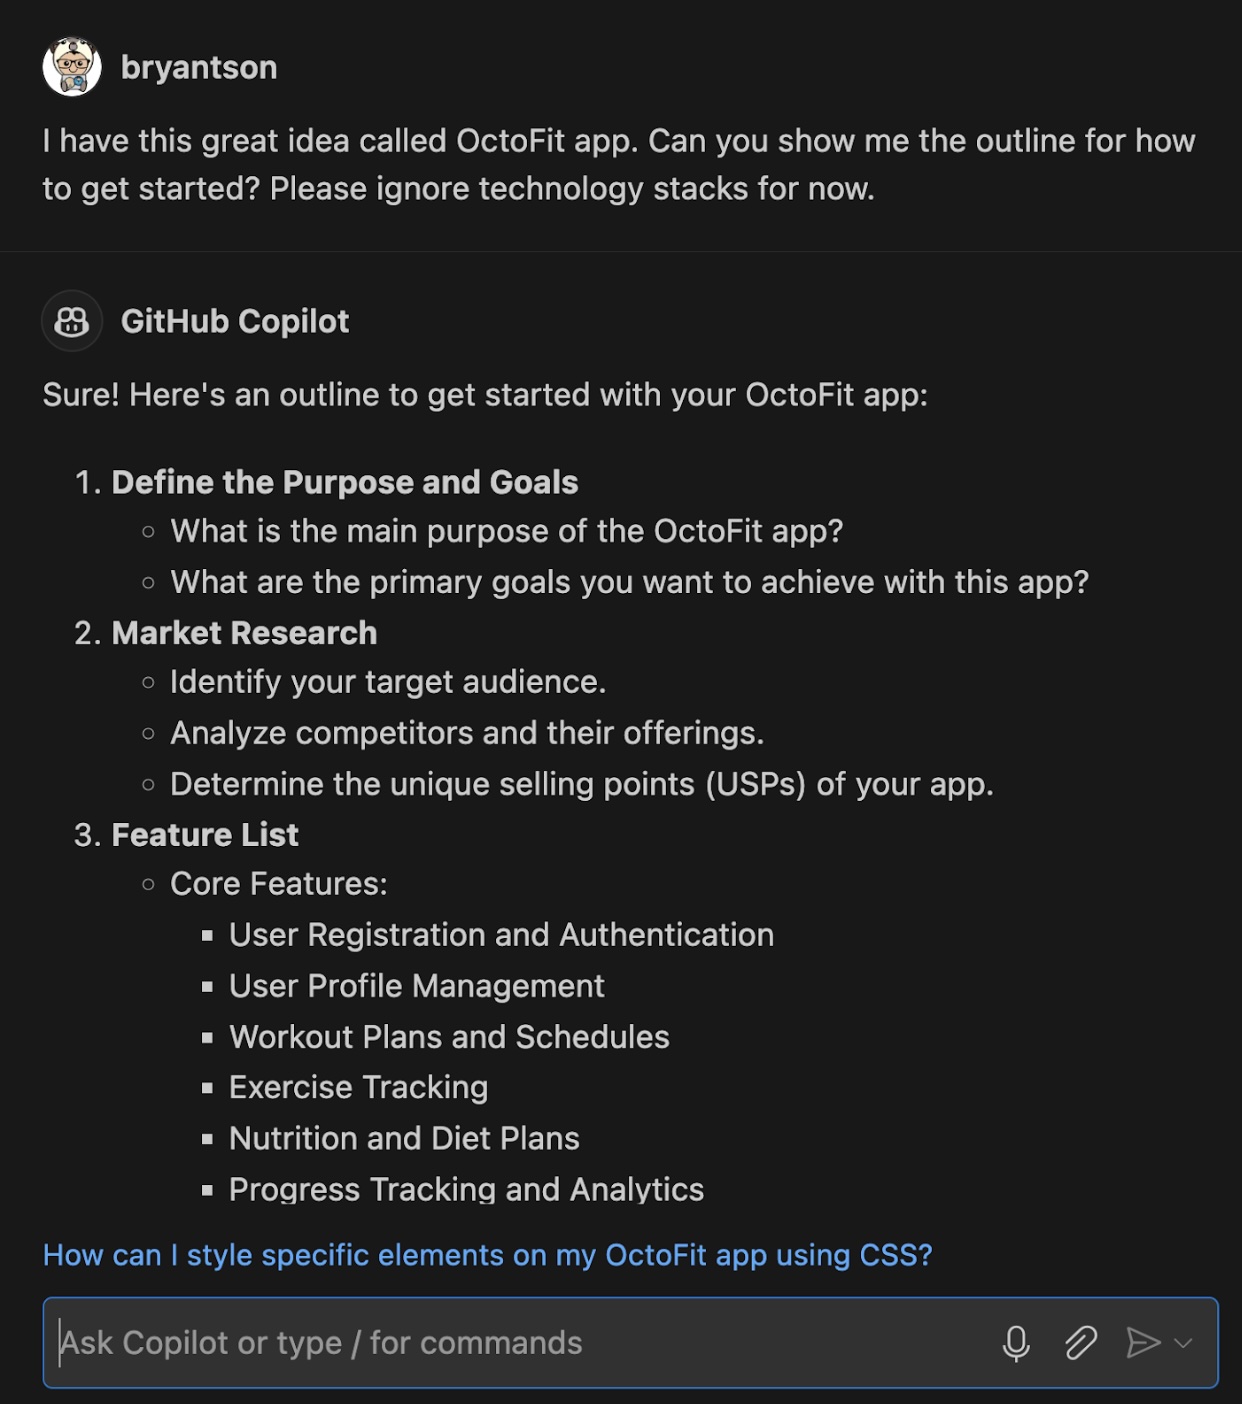 bryantson
I have this great idea called OctoFit app. Can you show me the outline for how
to get started? Please ignore technology stacks for now.
GitHub Copilot
Sure! Here's an outline to get started with your OctoFit app:
1. Define the Purpose and Goals
What is the main purpose of the OctoFit app?
What are the primary goals you want to achieve with this app?
2. Market Research
Identify your target audience.
Analyze competitors and their offerings.
Determine the unique selling points (USPs) of your app.
3. Feature List
Core Features:
User Registration and Authentication
User Profile Management
Workout Plans and Schedules
Exercise Tracking
Nutrition and Diet Plans
Progress Tracking and Analytics
How can I style specific elements on my OctoFit app using CSS?
Ask Copilot or type / for commands